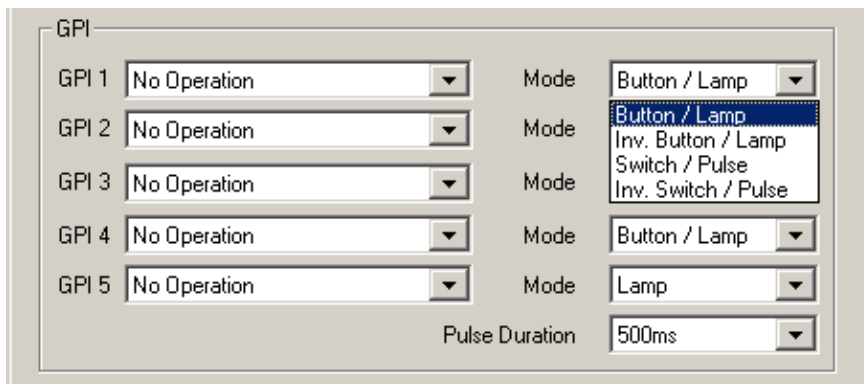 GPI
GPI 1 No Operation Mode Button / Lamp
Button / Lamp
GPI 2 No Operation Mode
Inv. Button / Lamp
Switch / Pulse
GPI 3 No Operation Mode
Inv. Switch / Pulse
GPI 4 No Operation Mode Button / Lamp
GPI 5 No Operation Mode Lamp
Pulse Duration 500ms